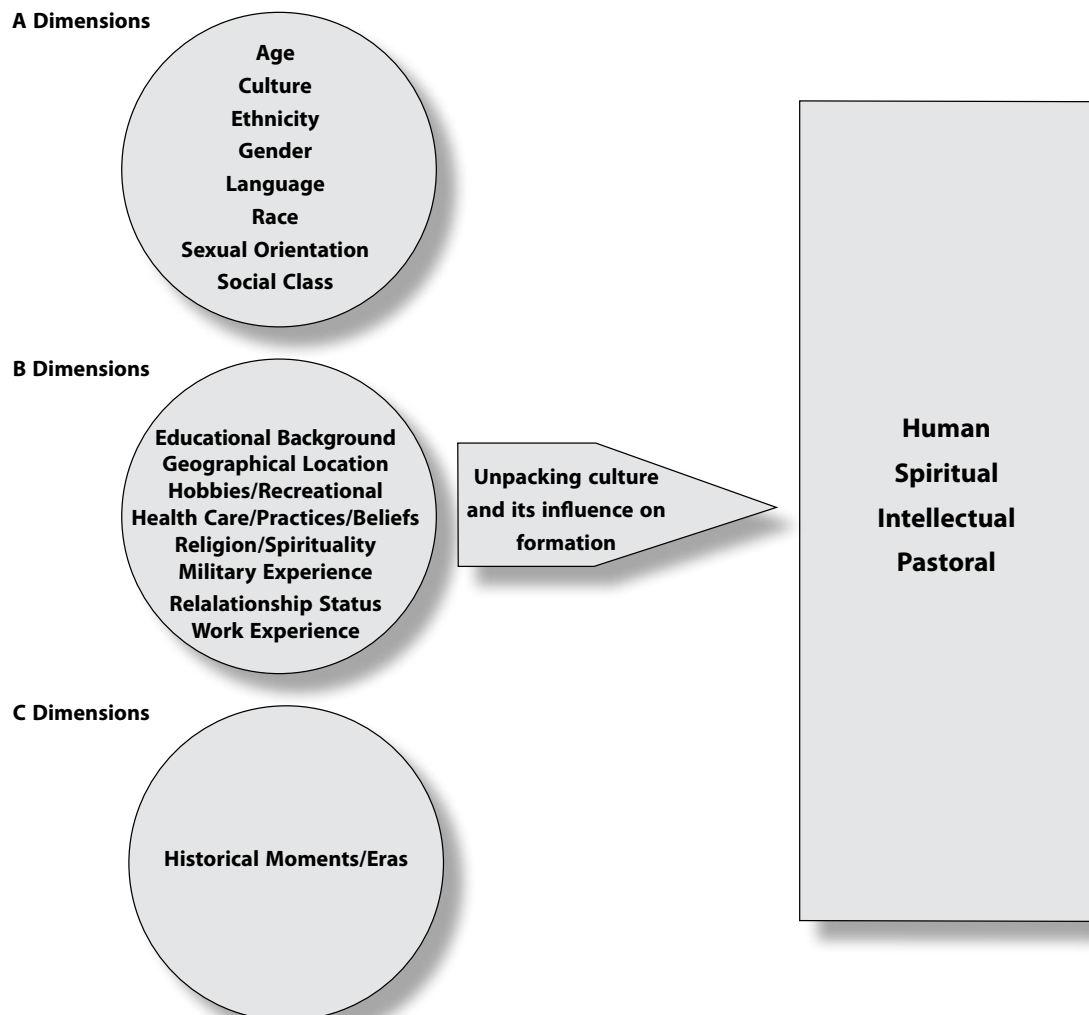 A Dimensions
Age
Culture
Ethnicity
Gender
Language
Race
Sexual Orientation
Social Class
B Dimensions
Educational Background
Geographical Location
Hobbies/Recreational
Health Care/Practices/Beliefs
Religion/Spirituality
Military Experience
Relalationship Status
Work Experience
Unpacking culture
and its influence on
formation
Human
Spiritual
Intellectual
Pastoral
C Dimensions
Historical Moments/Eras